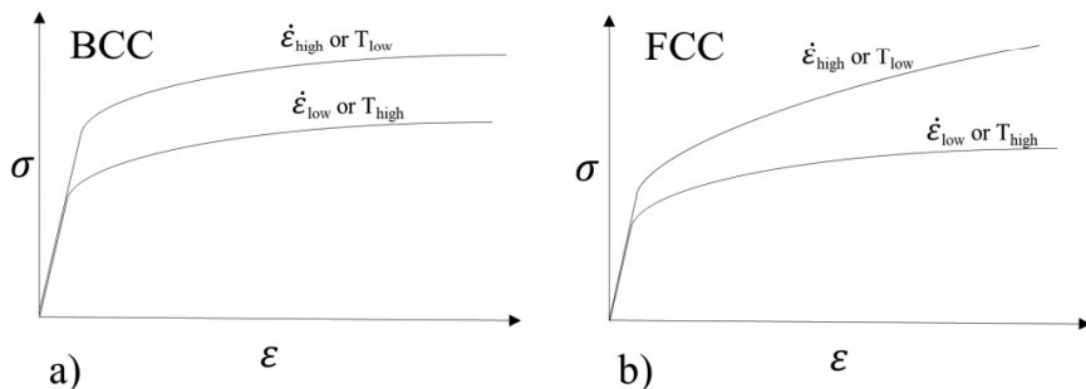 BCC
ε̇high or Tlow
ε̇low or Thigh
σ
ε
a)
FCC
ε̇high or Tlow
ε̇low or Thigh
σ
ε
b)